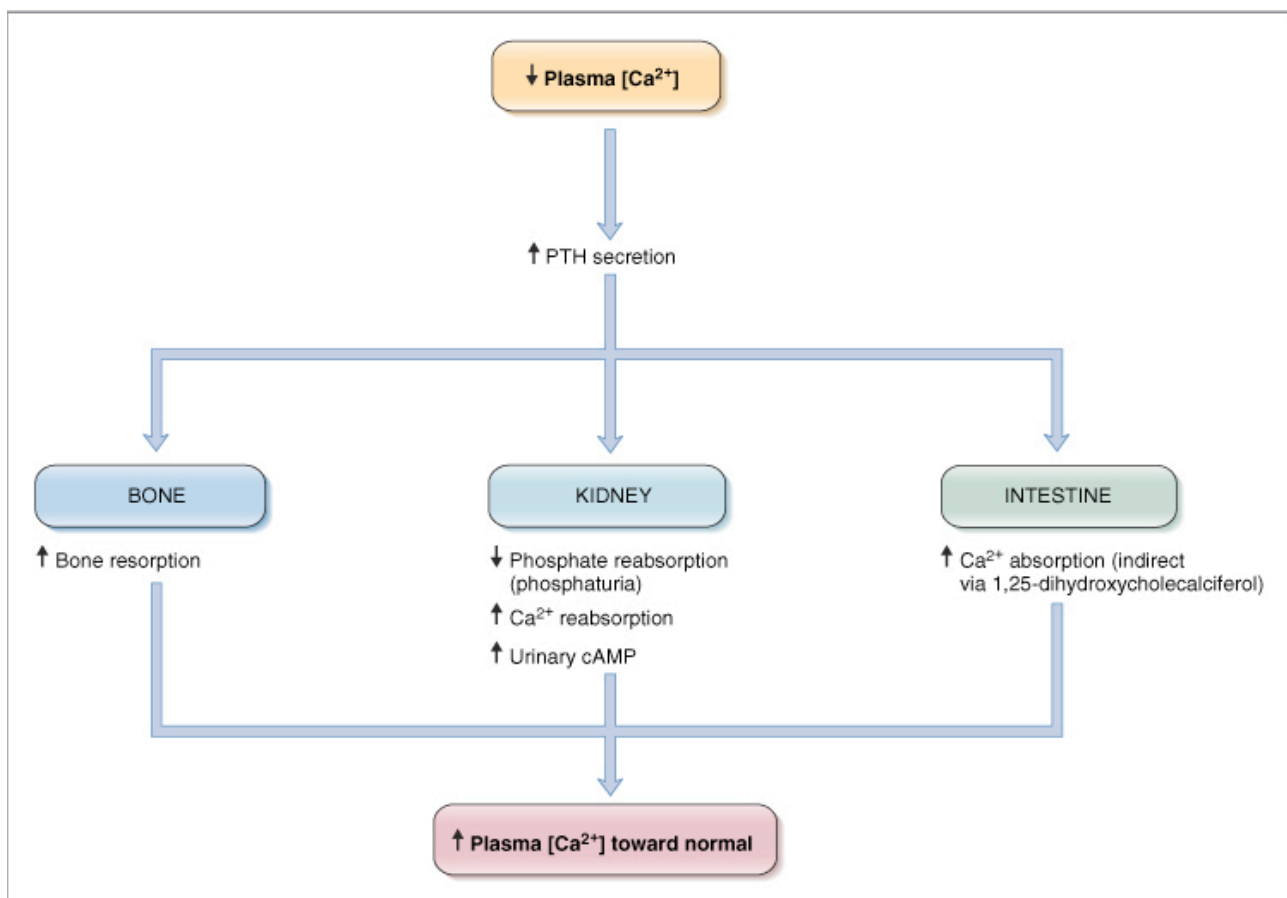 ↓ Plasma [Ca²⁺]
↑ PTH secretion
BONE
↑ Bone resorption
KIDNEY
↓ Phosphate reabsorption
(phosphaturia)
↑ Ca²⁺ reabsorption
↑ Urinary cAMP
INTESTINE
↑ Ca²⁺ absorption (indirect
via 1,25-dihydroxycholecalciferol)
↑ Plasma [Ca²⁺] toward normal